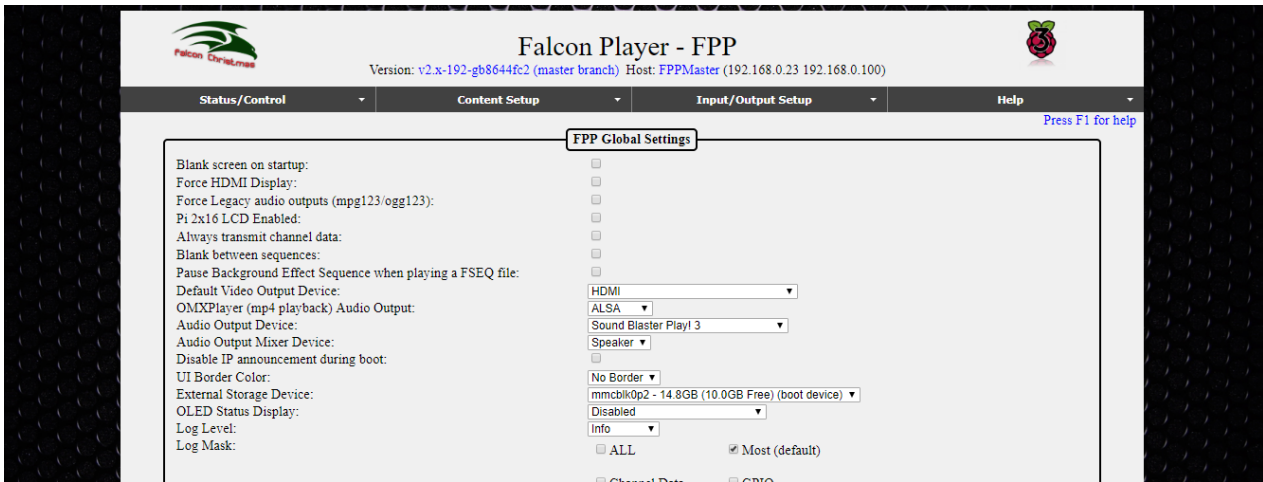 Falcon Christmas
Falcon Player - FPP
3
Version: v2.x-192-gb8644fc2 (master branch) Host: FPPMaster (192.168.0.23 192.168.0.100)
Status/Control Content Setup Input/Output Setup Help
Press F1 for help
FPP Global Settings
Blank screen on startup:
Force HDMI Display:
Force Legacy audio outputs (mpg123/ogg123):
Pi 2x16 LCD Enabled:
Always transmit channel data:
Blank between sequences:
Pause Background Effect Sequence when playing a FSEQ file:
Default Video Output Device: HDMI
OMXPlayer (mp4 playback) Audio Output: ALSA
Audio Output Device: Sound Blaster Play! 3
Audio Output Mixer Device: Speaker
Disable IP announcement during boot:
UI Border Color: No Border
External Storage Device: mmcblk0p2 - 14.8GB (10.0GB Free) (boot device)
OLED Status Display: Disabled
Log Level: Info
Log Mask: ALL Most (default)
Channel Data GPIO